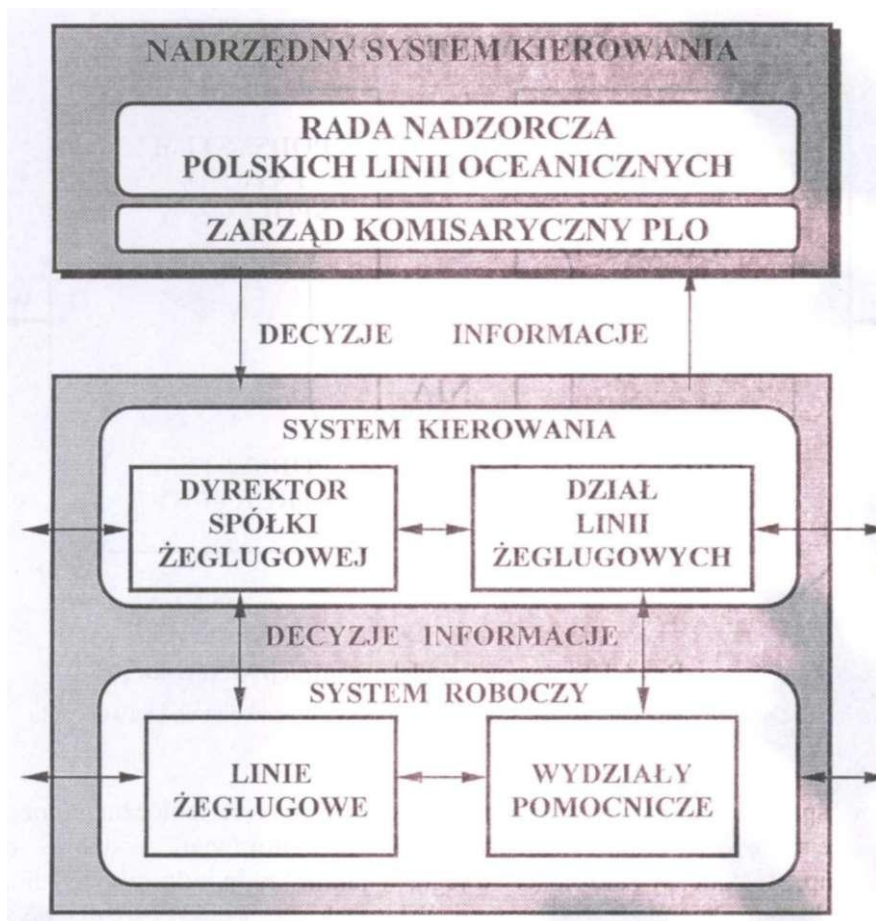 NADRZĘDNY SYSTEM KIEROWANIA
RADA NADZORCZA
POLSKICH LINII OCEANICZNYCH
ZARZĄD KOMISARYCZNY PLO
DECYZJE INFORMACJE
SYSTEM KIEROWANIA
DYREKTOR
SPÓŁKI
ŻEGLUGOWEJ
DZIAŁ
LINII
ŻEGLUGOWYCH
DECYZJE INFORMACJE
SYSTEM ROBOCZY
LINIE
ŻEGLUGOWE
WYDZIAŁY
POMOCNICZE